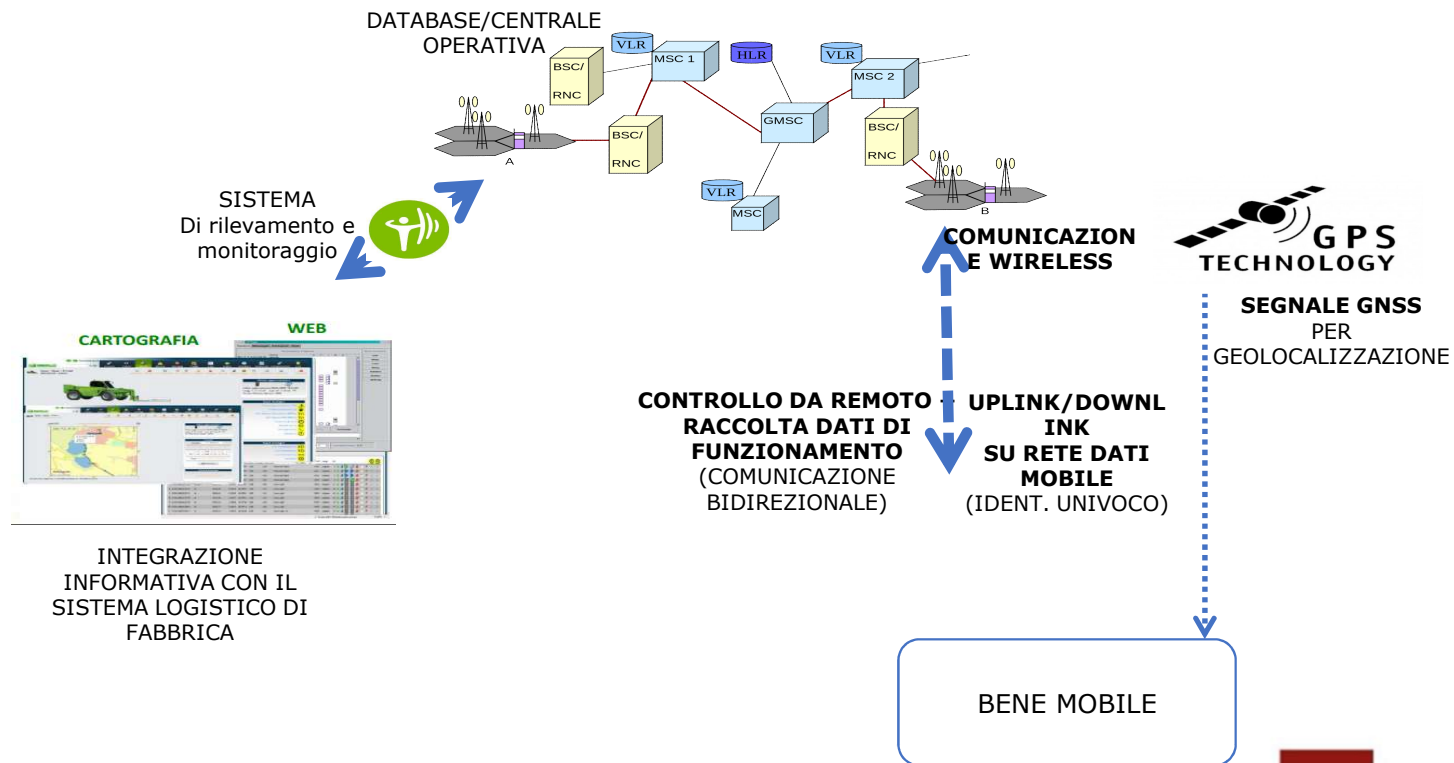 DATABASE/CENTRALE
OPERATIVA
VLR
MSC 1
HLR
VLR
MSC 2
BSC/
RNC
GMSC
BSC/
RNC
BSC/
RNC
A
VLR
MSC
B
SISTEMA
Di rilevamento e
monitoraggio
COMUNICAZION
E WIRELESS
GPS
TECHNOLOGY
SEGNALE GNSS
PER
GEOLOCALIZZAZIONE
CARTOGRAFIA
WEB
CONTROLLO DA REMOTO +
RACCOLTA DATI DI
FUNZIONAMENTO
(COMUNICAZIONE
BIDIREZIONALE)
UPLINK/DOWNL
INK
SU RETE DATI
MOBILE
(IDENT. UNIVOCO)
INTEGRAZIONE
INFORMATIVA CON IL
SISTEMA LOGISTICO DI
FABBRICA
BENE MOBILE